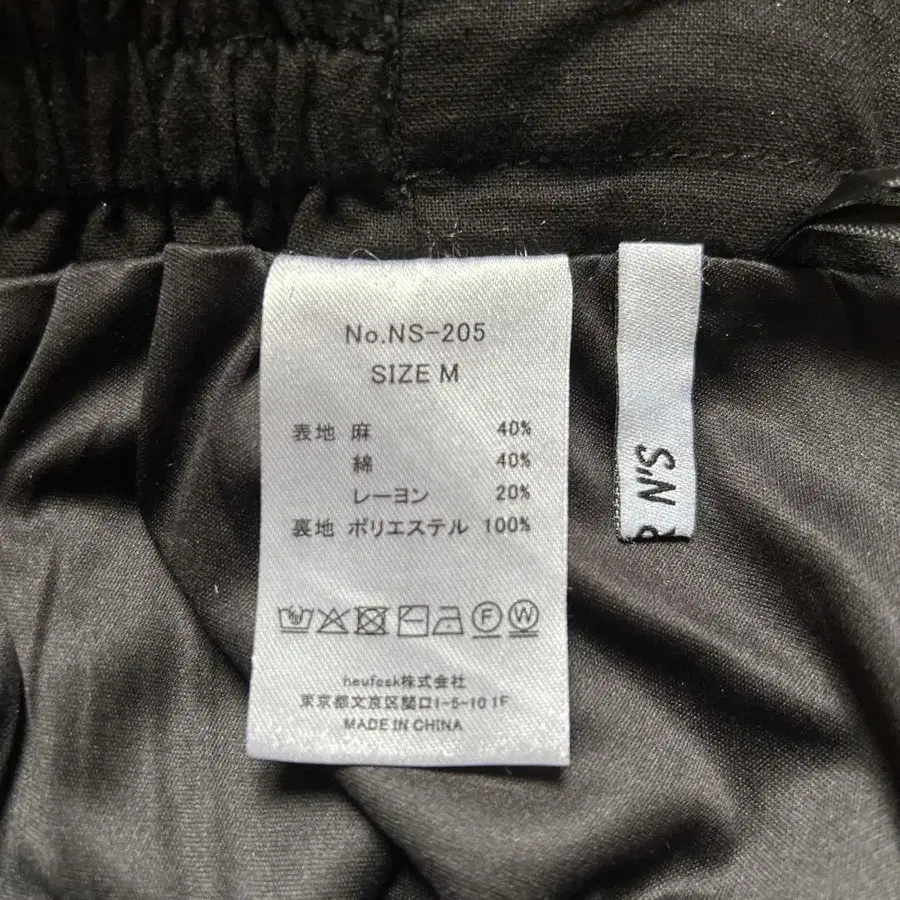 No.NS-205
SIZE M
表地 麻 40%
綿 40%
レーヨン 20%
裏地 ポリエステル 100%
F W
heufesk株式会社
東京都文京区関口1-5-10 1F
MADE IN CHINA
S.N